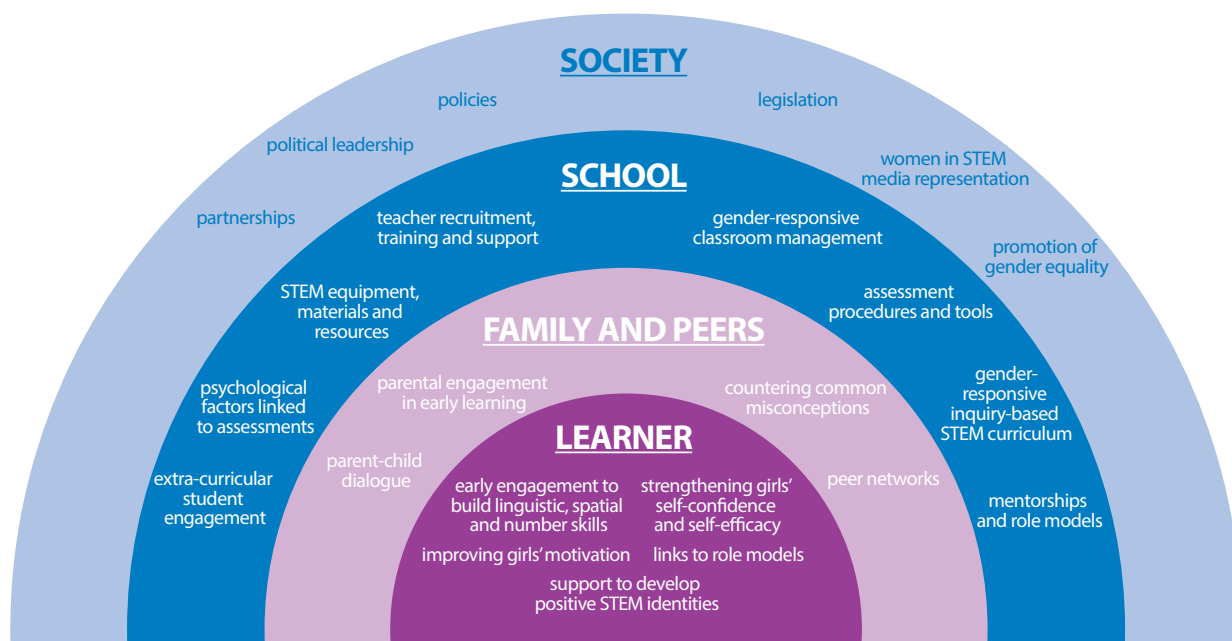 SOCIETY
policies
legislation
political leadership
women in STEM
media representation
partnerships
promotion of
gender equality
SCHOOL
teacher recruitment,
training and support
gender-responsive
classroom management
STEM equipment,
materials and
resources
assessment
procedures and tools
psychological
factors linked
to assessments
gender-
responsive
inquiry-based
STEM curriculum
extra-curricular
student
engagement
mentorships
and role models
FAMILY AND PEERS
parental engagement
in early learning
countering common
misconceptions
parent-child
dialogue
peer networks
LEARNER
early engagement to
build linguistic, spatial
and number skills
strengthening girls'
self-confidence
and self-efficacy
improving girls' motivation
links to role models
support to develop
positive STEM identities